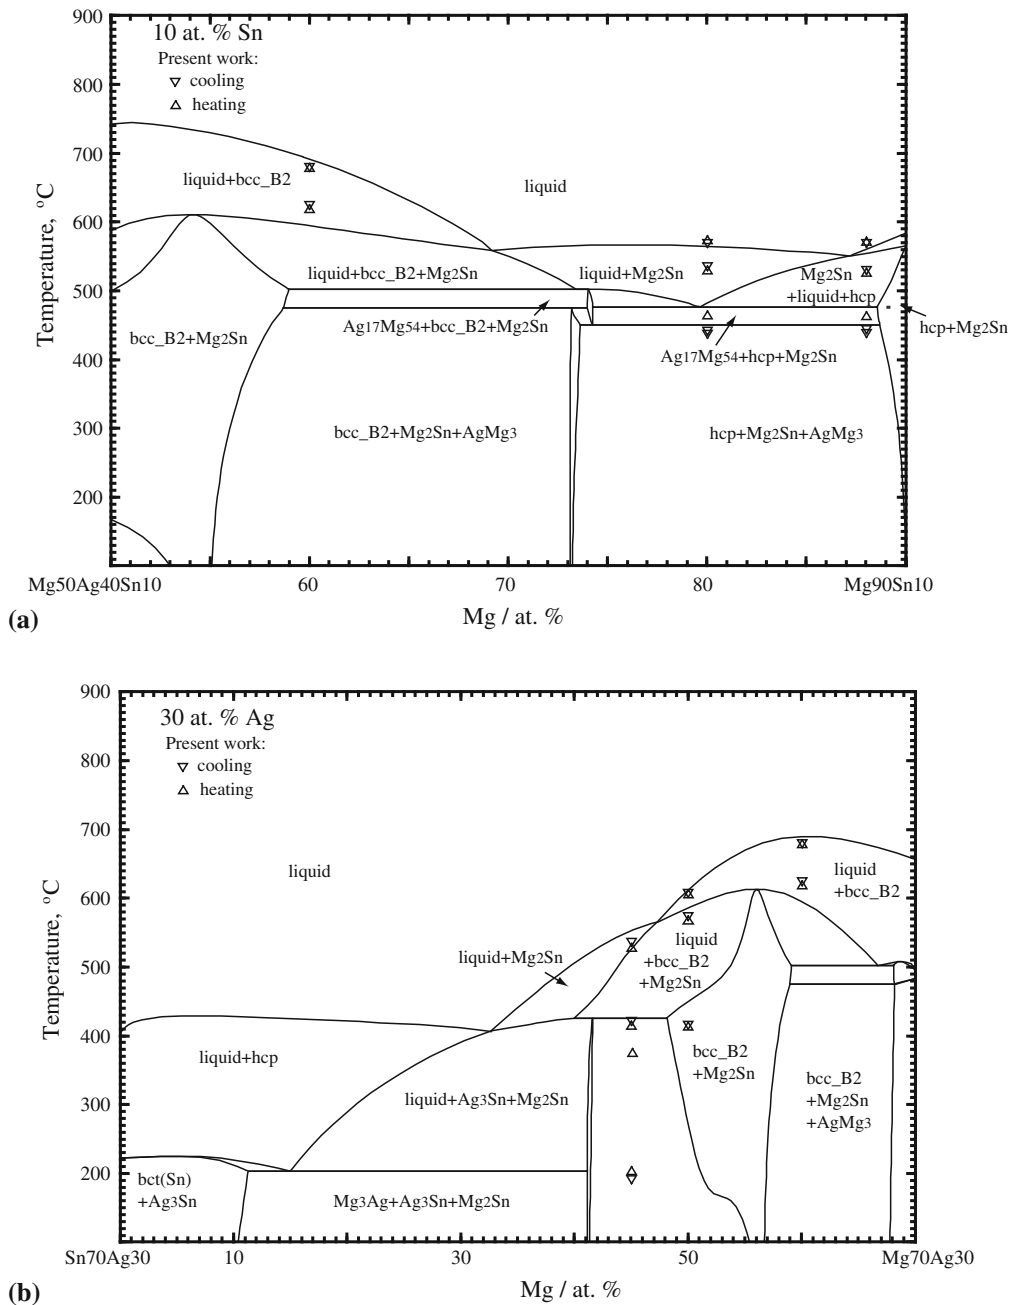 900
10 at. % Sn
Present work:
cooling
heating
800
700
liquid+bcc_B2
liquid
600
liquid+bcc_B2+Mg2Sn
liquid+Mg2Sn
Mg2Sn
+liquid+hcp
500
Temperature, °C
bcc_B2+Mg2Sn
Ag17Mg54+bcc_B2+Mg2Sn
hcp+Mg2Sn
Ag17Mg54+hcp+Mg2Sn
400
bcc_B2+Mg2Sn+AgMg3
hcp+Mg2Sn+AgMg3
300
200
Mg50Ag40Sn10
60
70
80
Mg90Sn10
(a)
Mg / at. %
900
30 at. % Ag
Present work:
cooling
heating
800
700
liquid
liquid
+bcc_B2
600
liquid+Mg2Sn
liquid
+bcc_B2
+Mg2Sn
500
Temperature, °C
400
liquid+hcp
bcc_B2
+Mg2Sn
liquid+Ag3Sn+Mg2Sn
bcc_B2
+Mg2Sn
+AgMg3
300
200
bct(Sn)
+Ag3Sn
Mg3Ag+Ag3Sn+Mg2Sn
Sn70Ag30
10
30
50
Mg70Ag30
(b)
Mg / at. %